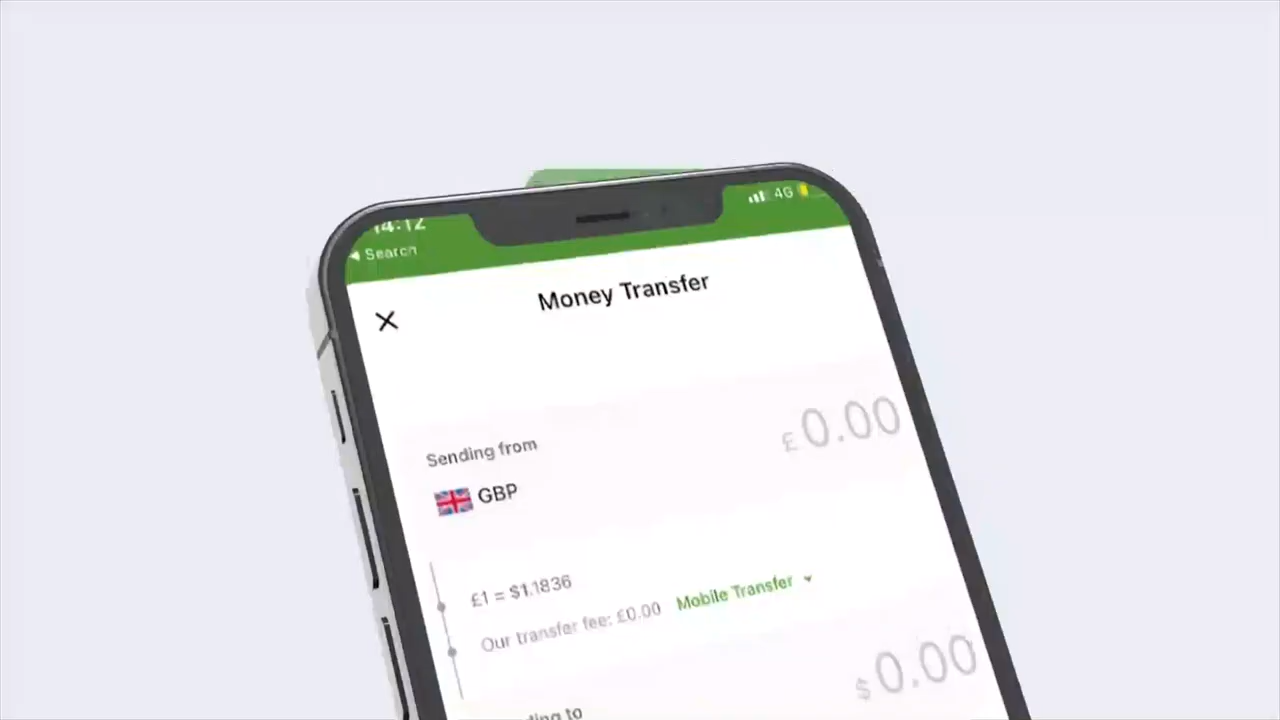 14:12
4G
Search
Money Transfer
£0.00
Sending from
GBP
£1 = $1.1836
Our transfer fee: £0.00 Mobile Transfer
$0.00
to